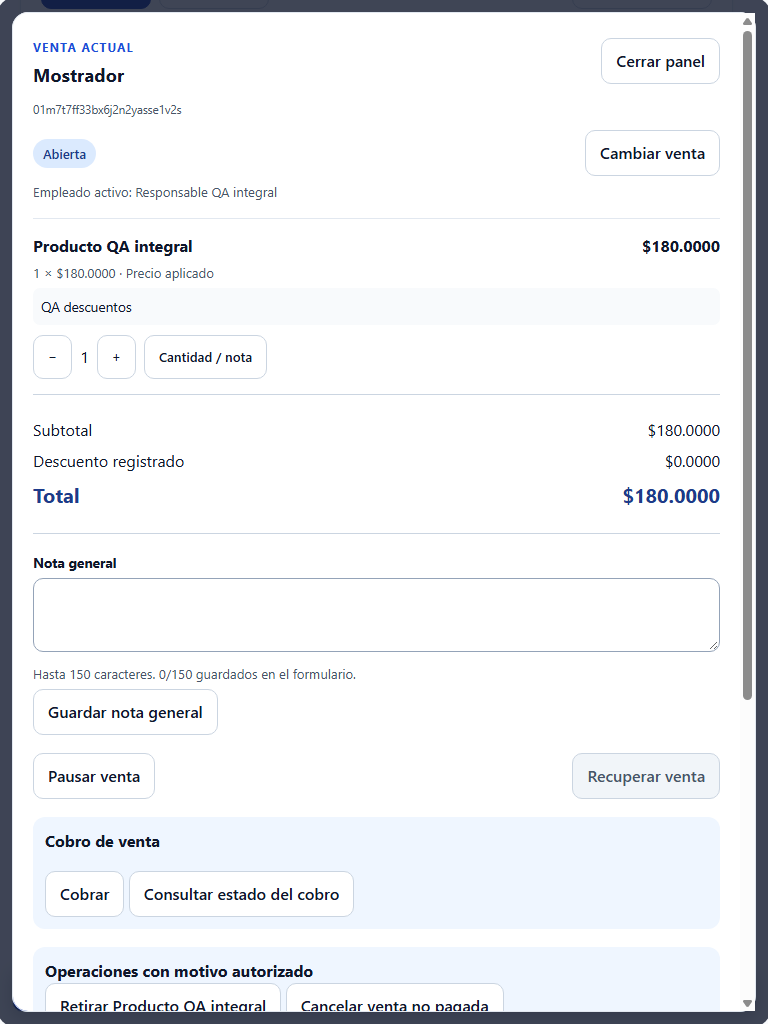 VENTA ACTUAL
Mostrador
Cerrar panel
01m7t7ff33bx6j2n2yasse1v2s
Abierta
Cambiar venta
Empleado activo: Responsable QA integral
Producto QA integral $180.0000
1 × $180.0000 · Precio aplicado
QA descuentos
− 1 + Cantidad / nota
Subtotal $180.0000
Descuento registrado $0.0000
Total $180.0000
Nota general
Hasta 150 caracteres. 0/150 guardados en el formulario.
Guardar nota general
Pausar venta Recuperar venta
Cobro de venta
Cobrar Consultar estado del cobro
Operaciones con motivo autorizado
Retirar Producto QA integral Cancelar venta no pagada